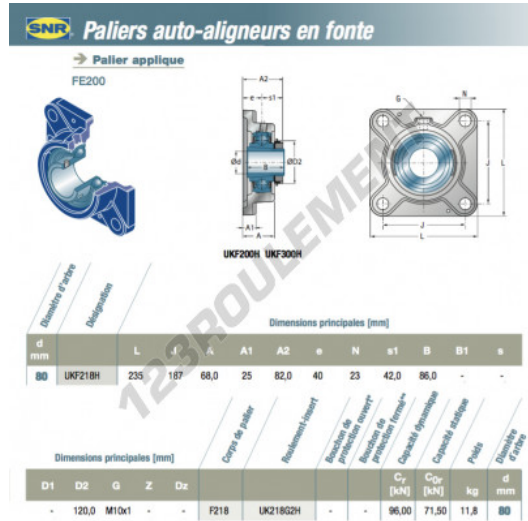 SNR Paliers auto-aligneurs en fonte
Palier applique
FE200
A2
e s1
N
G
Ød
B
ØD2
J
L
A1
A
J
L
UKF200H UKF300H
123ROULEMENT
Diamètre d'arbre
Désignation
Dimensions principales [mm]
d
mm
L J A A1 A2 e N s1 B B1 s
80 UKF218H 235 187 68,0 25 82,0 40 23 42,0 86,0 - -
Dimensions principales [mm]
Corps de palier
Roulement-insert
Bouchon de
protection ouvert*
Bouchon de
protection fermé**
Capacité dynamique
Capacité statique
Poids
Diamètre
d'arbre
D1 D2 G Z Dz Cr [kN] C0r [kN] kg d mm
- 120,0 M10x1 - - F218 UK218G2H - - 96,00 71,50 11,8 80